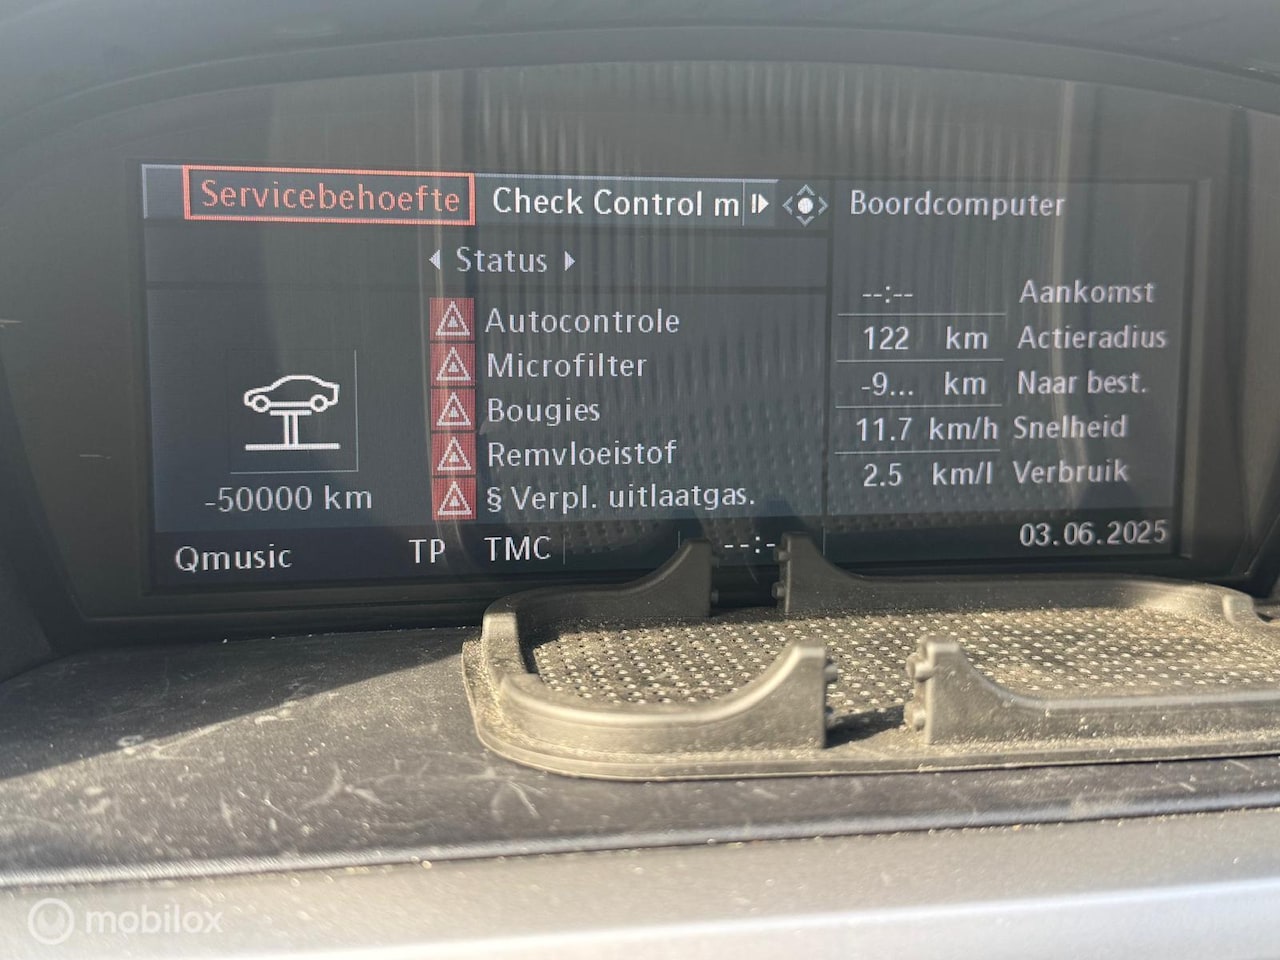 Servicebehoefte Check Control m
Status
Autocontrole
Microfilter
Bougies
Remvloeistof
§ Verpl. uitlaatgas.
-50000 km
Qmusic TP TMC --:-
Boordcomputer
--:-- Aankomst
122 km Actieradius
-9... km Naar best.
11.7 km/h Snelheid
2.5 km/l Verbruik
03.06.2025
mobilox